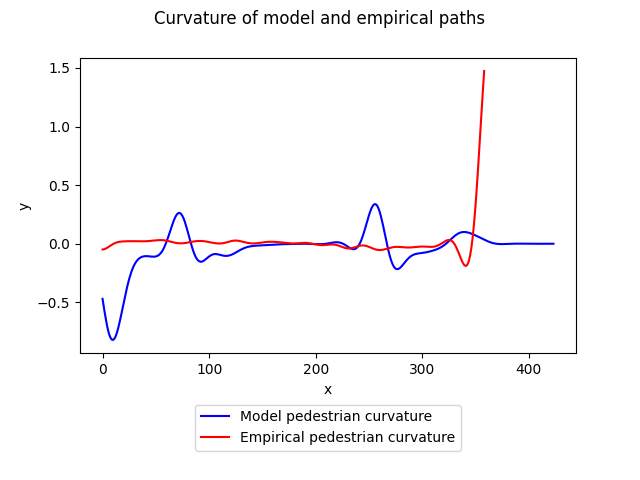 Curvature of model and empirical paths
1.5
1.0
0.5
0.0
−0.5
y
0 100 200 300 400
x
Model pedestrian curvature
Empirical pedestrian curvature